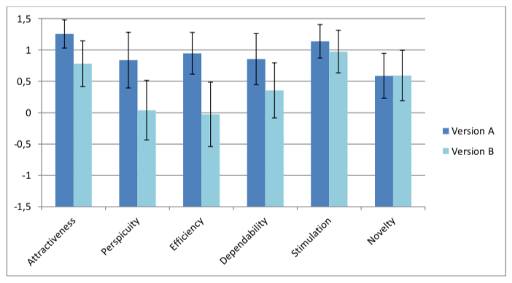 1,5
1
0,5
0
-0,5
-1
-1,5
Attractiveness
Perspicuity
Efficiency
Dependability
Stimulation
Novelty
Version A
Version B